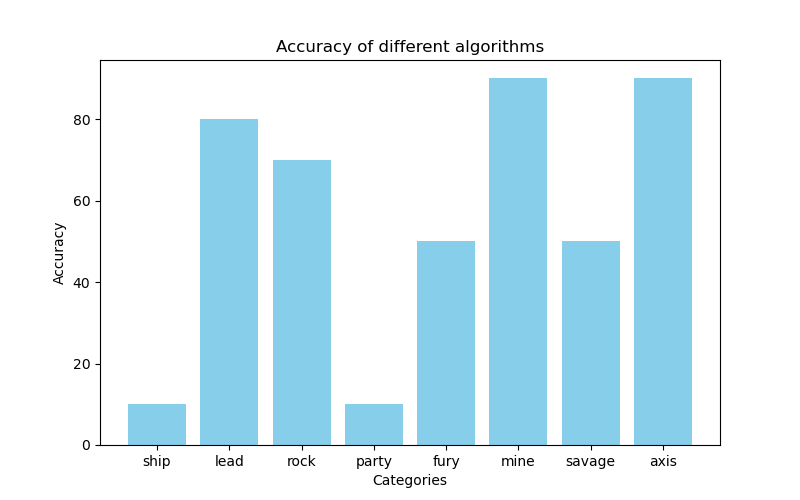 Accuracy of different algorithms
Accuracy
80
60
40
20
0
ship lead rock party fury mine savage axis
Categories